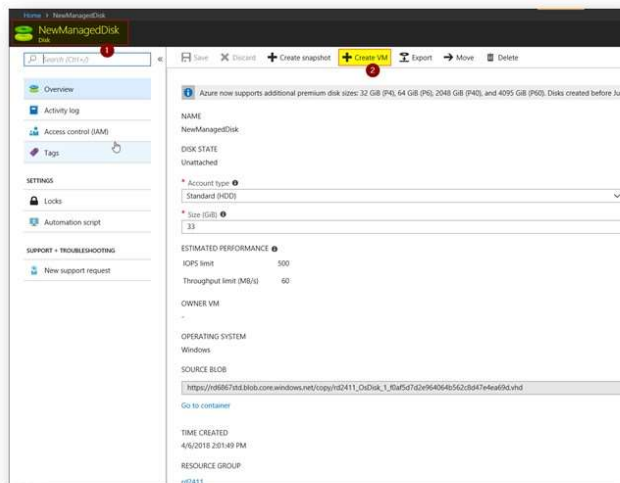 Home > NewManagedDisk
NewManagedDisk
Disk
1
Search (Ctrl+/)
Overview
Activity log
Access control (IAM)
Tags
SETTINGS
Locks
Automation script
SUPPORT + TROUBLESHOOTING
New support request
Save Discard Create snapshot Create VM Export Move Delete
2
Azure now supports additional premium disk sizes: 32 GiB (P4), 64 GiB (P6), 2048 GiB (P40), and 4095 GiB (P60). Disks created before Ju
NAME
NewManagedDisk
DISK STATE
Unattached
* Account type
Standard (HDD)
* Size (GiB)
33
ESTIMATED PERFORMANCE
IOPS limit 500
Throughput limit (MB/s) 60
OWNER VM
-
OPERATING SYSTEM
Windows
SOURCE BLOB
https://rd6867std.blob.core.windows.net/copy/rd2411_OsDisk_1_f0af5d7d2e964064b562c8d47e4ea69d.vhd
Go to container
TIME CREATED
4/6/2018 2:01:49 PM
RESOURCE GROUP
rd2411